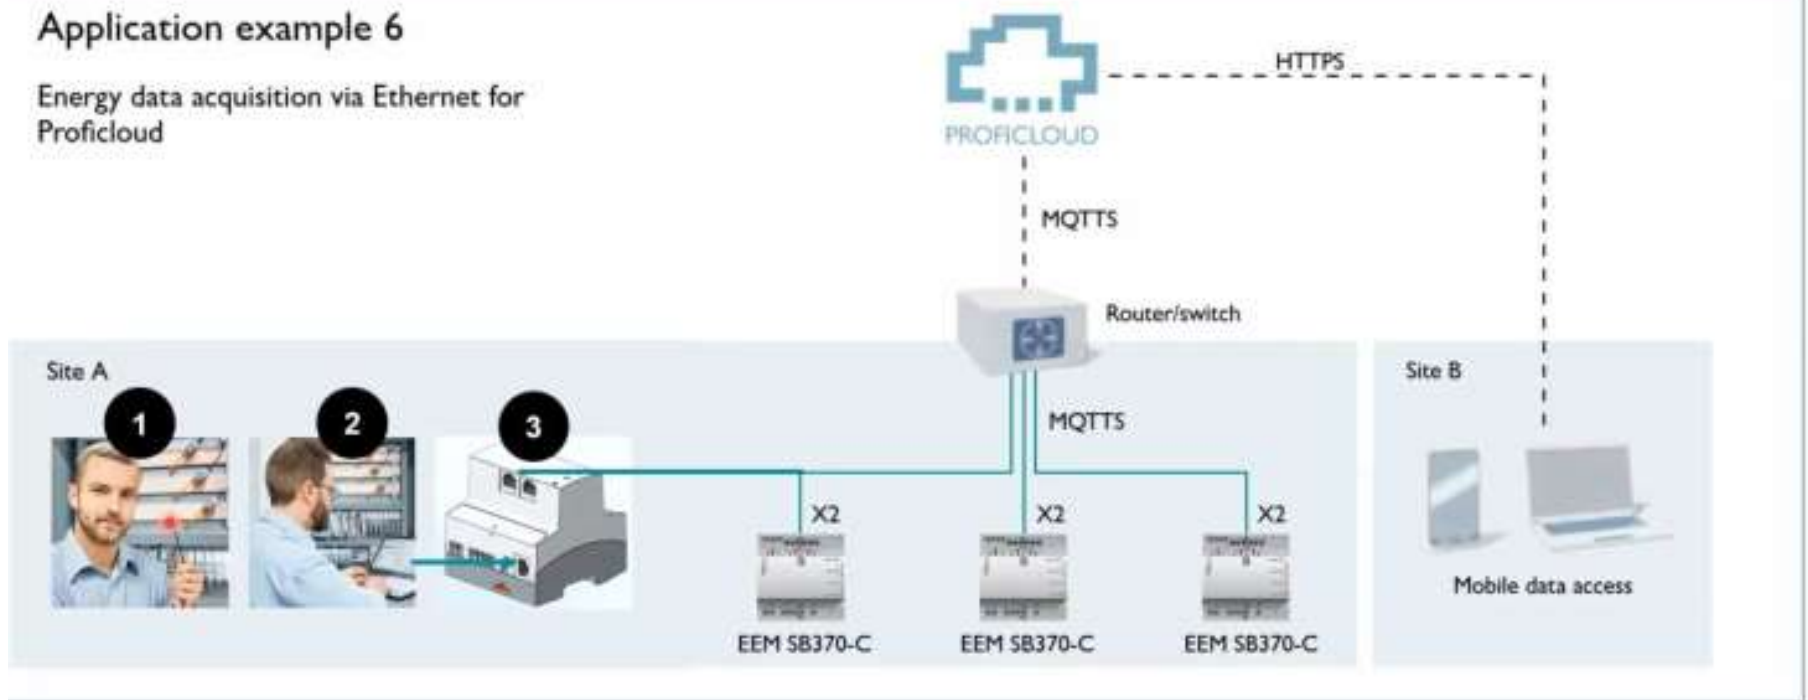 Application example 6
Energy data acquisition via Ethernet for
Proficloud
HTTPS
PROFICLOUD
MQTTS
Router/switch
Site A
Site B
1
2
3
MQTTS
X2
X2
X2
Mobile data access
EEM SB370-C
EEM SB370-C
EEM SB370-C